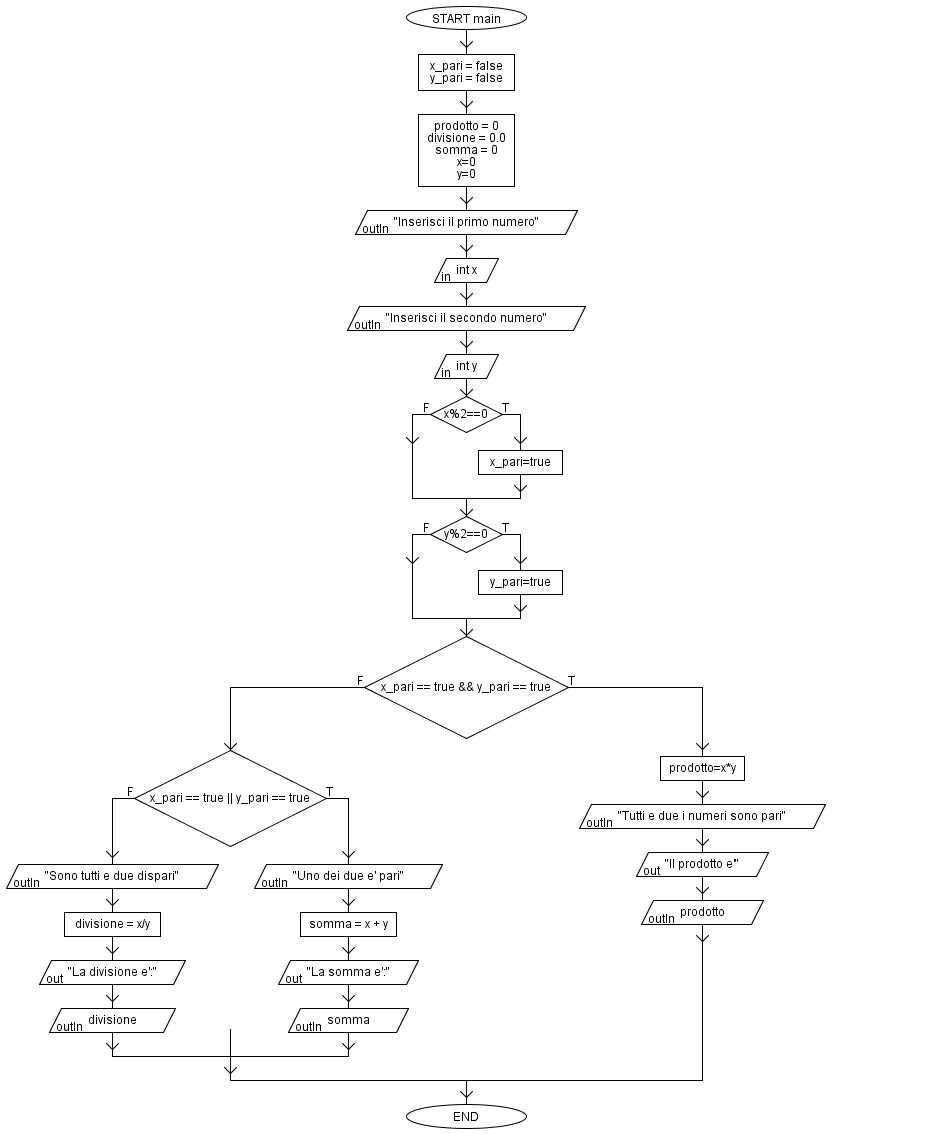 START main
x_pari = false
y_pari = false
prodotto = 0
divisione = 0.0
somma = 0
x=0
y=0
outln "Inserisci il primo numero"
in int x
outln "Inserisci il secondo numero"
in int y
F x%2==0 T
x_pari=true
F y%2==0 T
y_pari=true
F x_pari == true && y_pari == true T
F x_pari == true || y_pari == true T
outln "Sono tutti e due dispari"
divisione = x/y
out "La divisione e':"
outln divisione
outln "Uno dei due e' pari"
somma = x + y
out "La somma e':"
outln somma
prodotto=x*y
outln "Tutti e due i numeri sono pari"
out "Il prodotto e'"
outln prodotto
END